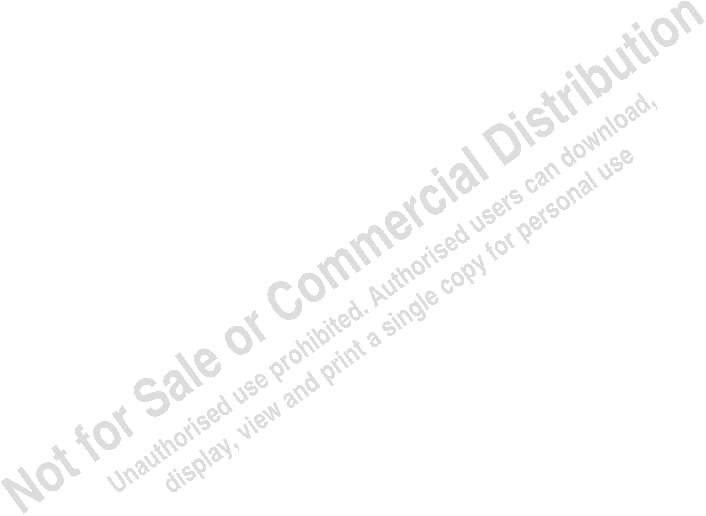 Not for Sale or Commercial Distribution
Unauthorised use prohibited. Authorised users can download,
display, view and print a single copy for personal use